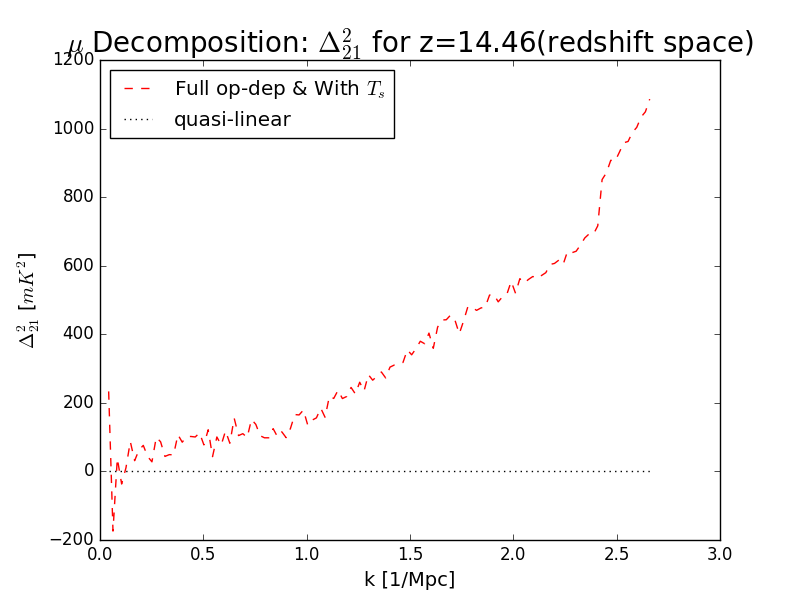 μ Decomposition: Δ²₂₁ for z=14.46(redshift space)
1200
1000
800
600
400
200
0
−200
Δ²₂₁ [mK²]
Full op-dep & With Tₛ
quasi-linear
0.0 0.5 1.0 1.5 2.0 2.5 3.0
k [1/Mpc]